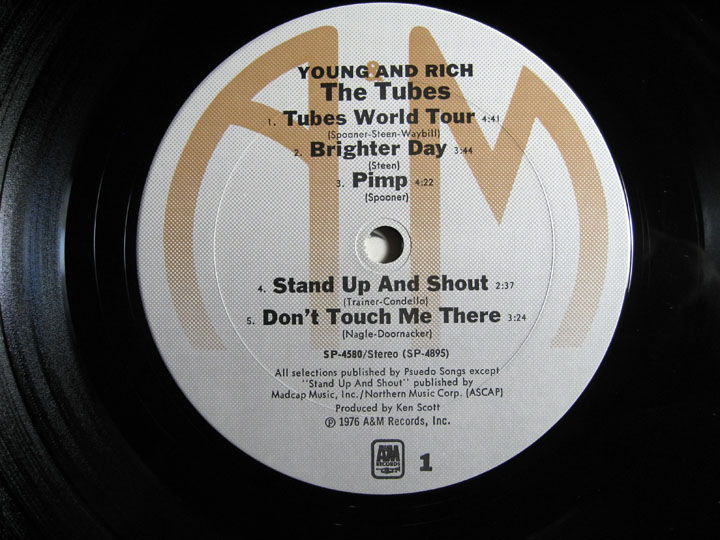 A&M
YOUNG AND RICH
The Tubes
1. Tubes World Tour 4:41
(Spooner-Steen-Waybill)
2. Brighter Day 3:44
(Steen)
3. Pimp 4:22
(Spooner)
4. Stand Up And Shout 2:37
(Trainer-Condello)
5. Don't Touch Me There 3:24
(Nagle-Doornacker)
SP-4580/Stereo (SP-4895)
All selections published by Psuedo Songs except
"Stand Up And Shout" published by
Madcap Music, Inc./Northern Music Corp. (ASCAP)
Produced by Ken Scott
℗ 1976 A&M Records, Inc.
A&M
RECORDS
1